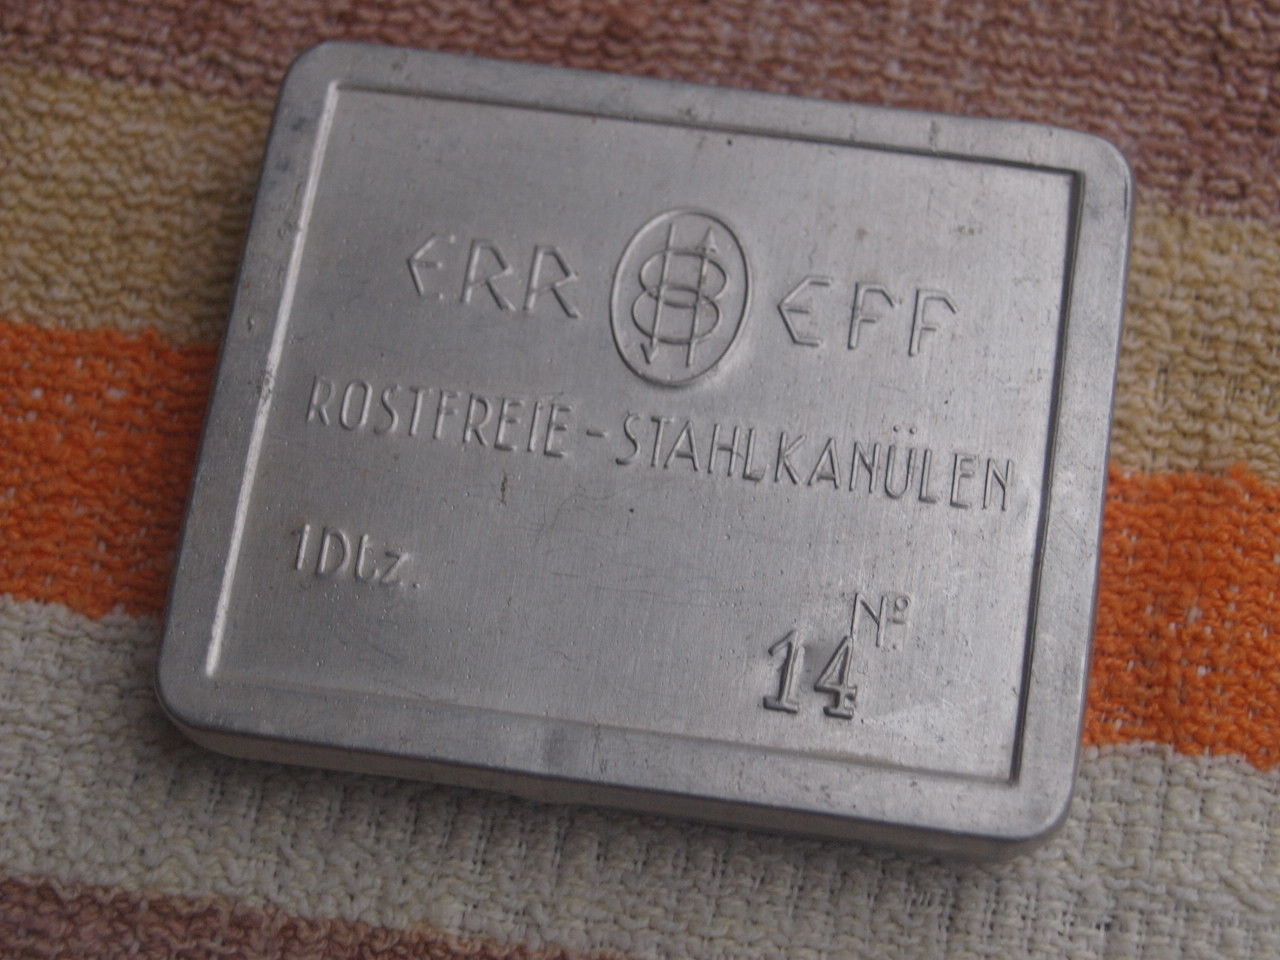 ERR EFF
ROSTFREIE-STAHLKANÜLEN
1Dtz.
Nº
14